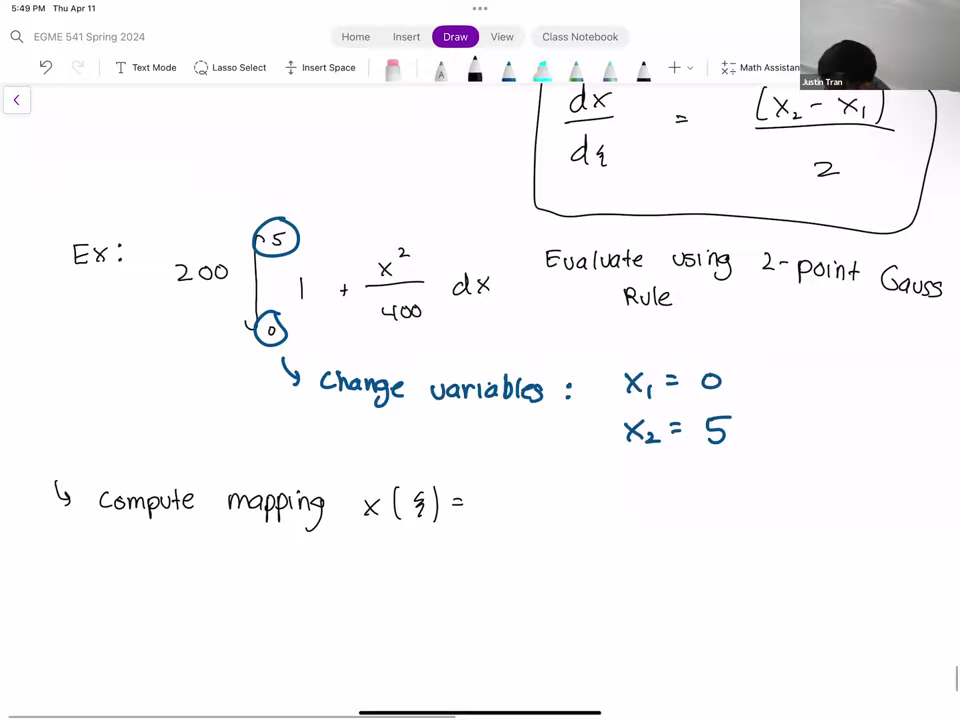 5:49 PM Thu Apr 11
EGME 541 Spring 2024
Home Insert Draw View Class Notebook
Text Mode Lasso Select Insert Space Math Assistan
Justin Tran
dx/dξ = (x₂ - x₁)/2
Ex: 200 ∫₀⁵ 1 + x²/400 dx Evaluate using 2-point Gauss
Rule
↳ Change variables: x₁ = 0
x₂ = 5
↳ Compute mapping x(ξ) =